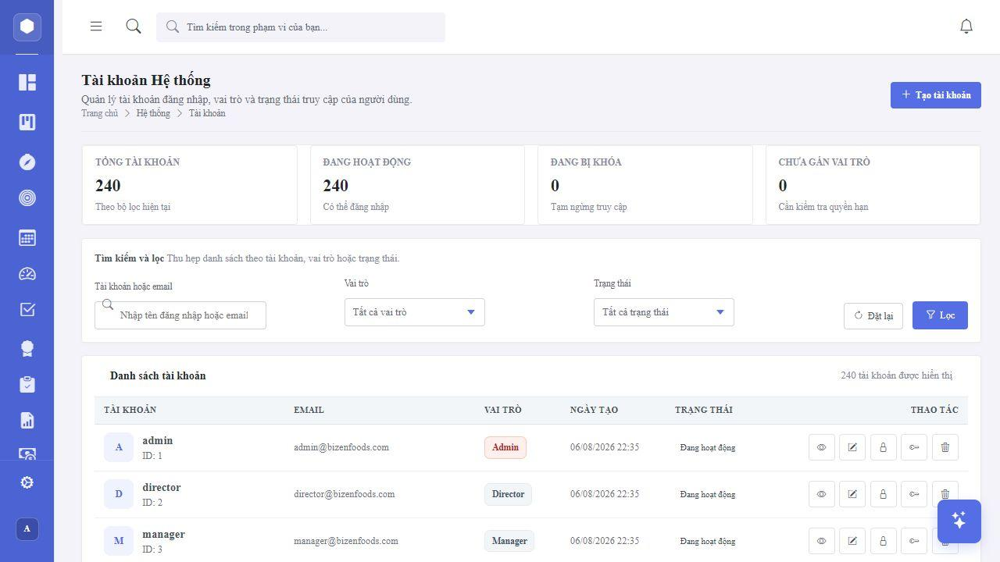 Tìm kiếm trong phạm vi của bạn...
Tài khoản Hệ thống
Quản lý tài khoản đăng nhập, vai trò và trạng thái truy cập của người dùng.
Trang chủ > Hệ thống > Tài khoản
+ Tạo tài khoản
TỔNG TÀI KHOẢN
240
Theo bộ lọc hiện tại
ĐANG HOẠT ĐỘNG
240
Có thể đăng nhập
ĐANG BỊ KHÓA
0
Tạm ngừng truy cập
CHƯA GÁN VAI TRÒ
0
Cần kiểm tra quyền hạn
Tìm kiếm và lọc Thu hẹp danh sách theo tài khoản, vai trò hoặc trạng thái.
Tài khoản hoặc email
Nhập tên đăng nhập hoặc email
Vai trò
Tất cả vai trò
Trạng thái
Tất cả trạng thái
Đặt lại
Lọc
Danh sách tài khoản
240 tài khoản được hiển thị
TÀI KHOẢN EMAIL VAI TRÒ NGÀY TẠO TRẠNG THÁI THAO TÁC
A admin admin@bizenfoods.com Admin 06/08/2026 22:35 Đang hoạt động
ID: 1
D director director@bizenfoods.com Director 06/08/2026 22:35 Đang hoạt động
ID: 2
M manager manager@bizenfoods.com Manager 06/08/2026 22:35 Đang hoạt động
ID: 3
A